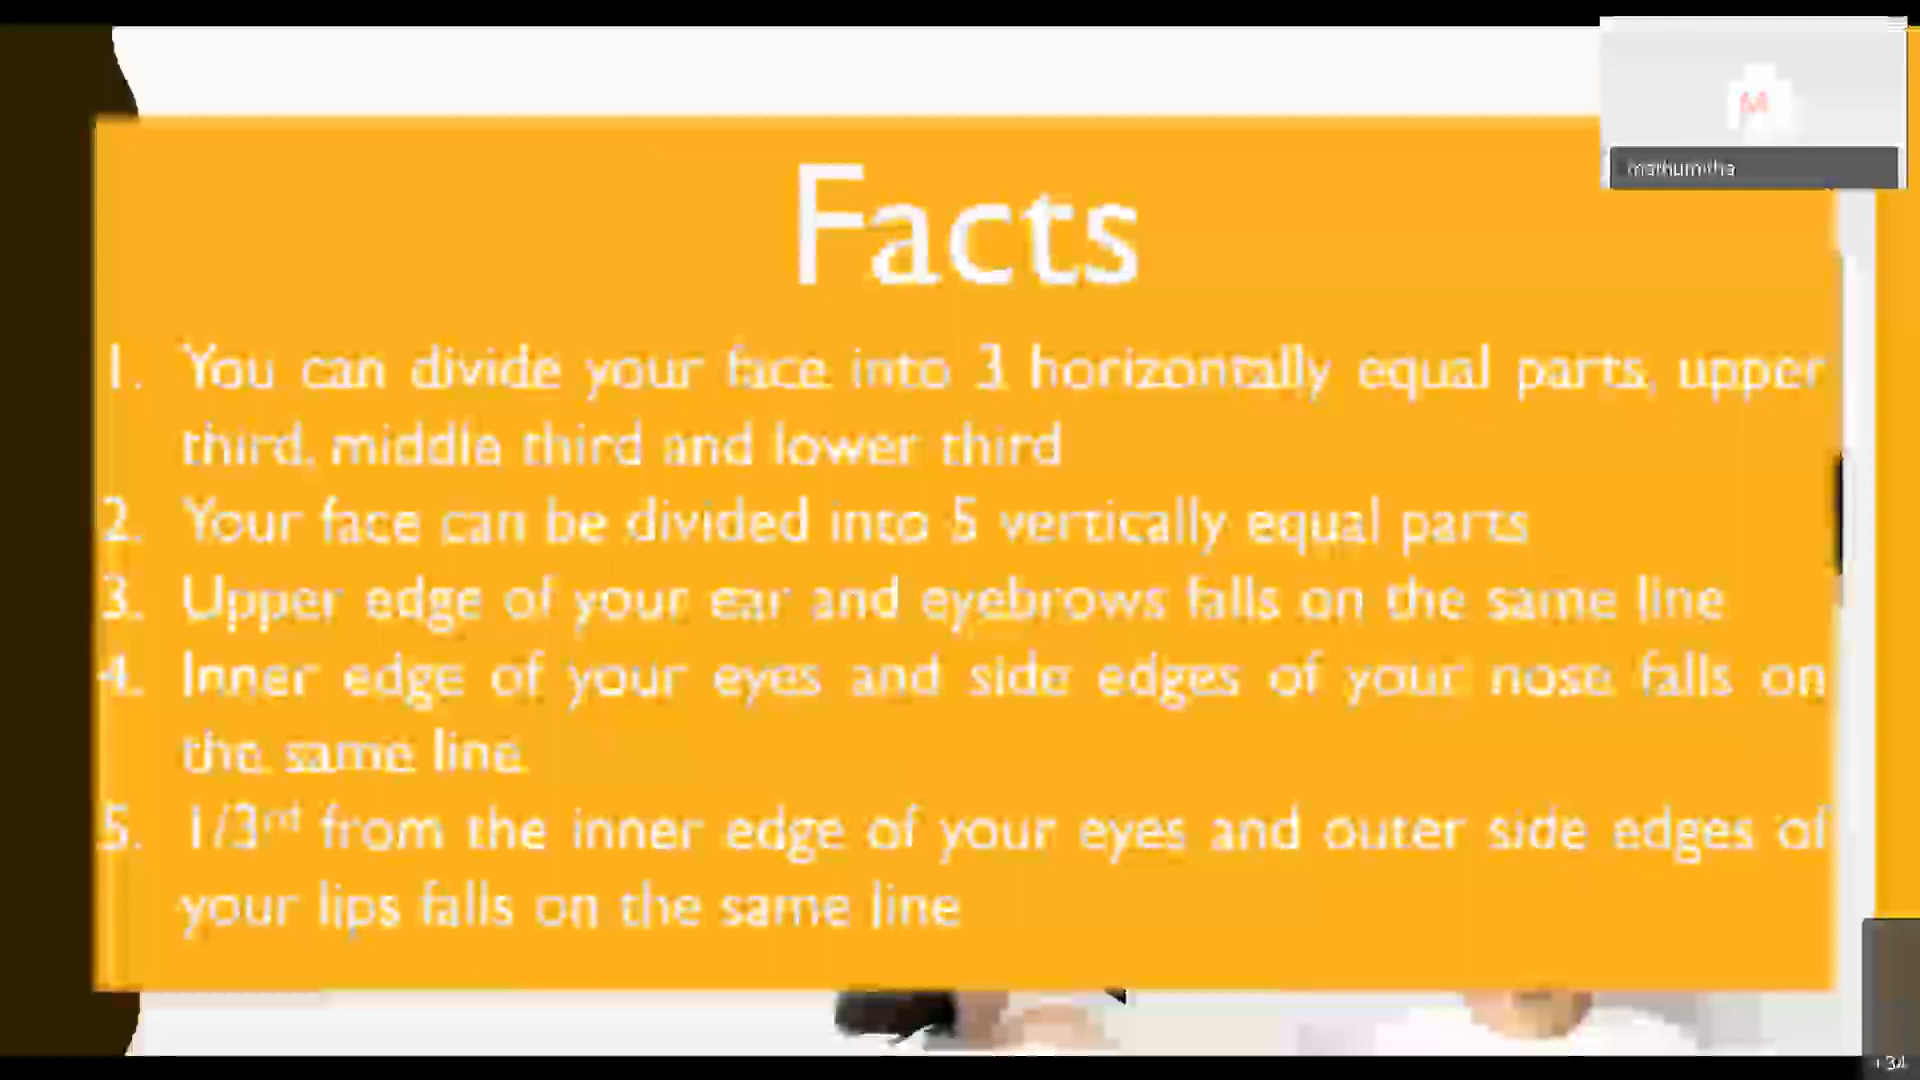 Facts
1. You can divide your face into 3 horizontally equal parts, upper
third, middle third and lower third
2. Your face can be divided into 5 vertically equal parts
3. Upper edge of your ear and eyebrows falls on the same line
4. Inner edge of your eyes and side edges of your nose falls on
the same line
5. 1/3rd from the inner edge of your eyes and outer side edges of
your lips falls on the same line
M
mathumitha
+34